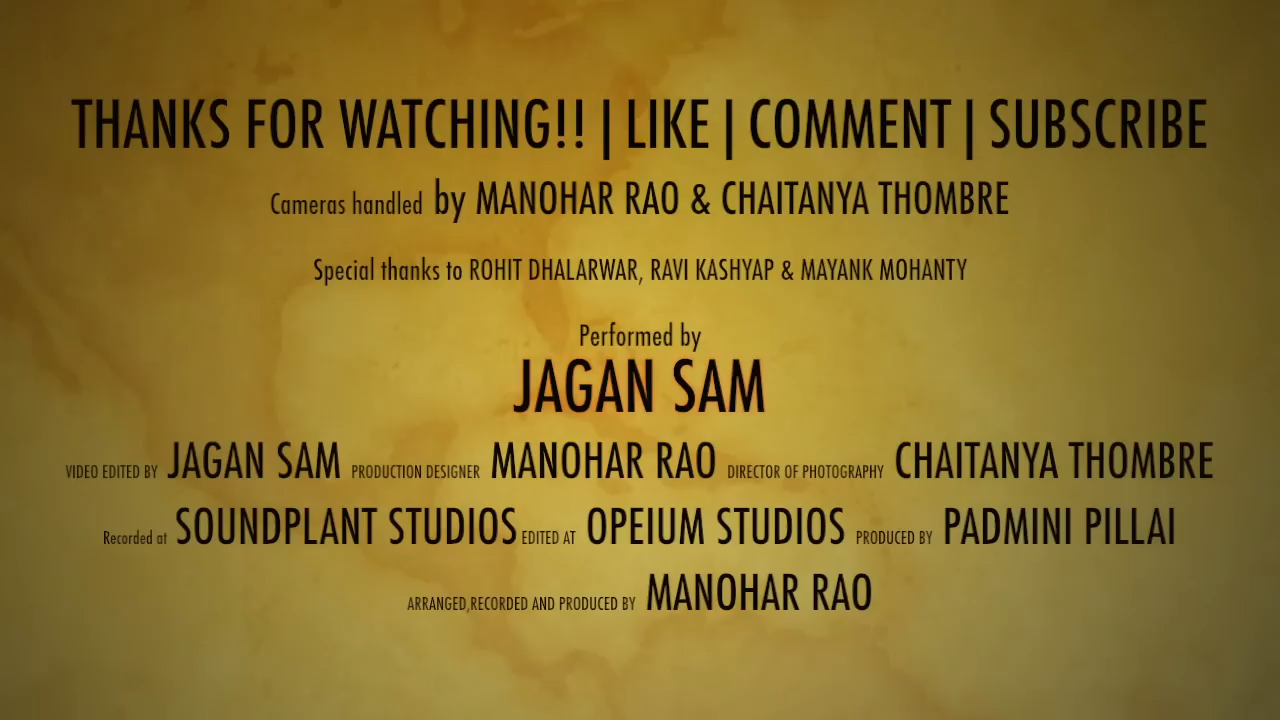 THANKS FOR WATCHING!! | LIKE | COMMENT | SUBSCRIBE
Cameras handled by MANOHAR RAO & CHAITANYA THOMBRE
Special thanks to ROHIT DHALARWAR, RAVI KASHYAP & MAYANK MOHANTY
Performed by
JAGAN SAM
VIDEO EDITED BY JAGAN SAM PRODUCTION DESIGNER MANOHAR RAO DIRECTOR OF PHOTOGRAPHY CHAITANYA THOMBRE
Recorded at SOUNDPLANT STUDIOS EDITED AT OPEIUM STUDIOS PRODUCED BY PADMINI PILLAI
ARRANGED,RECORDED AND PRODUCED BY MANOHAR RAO